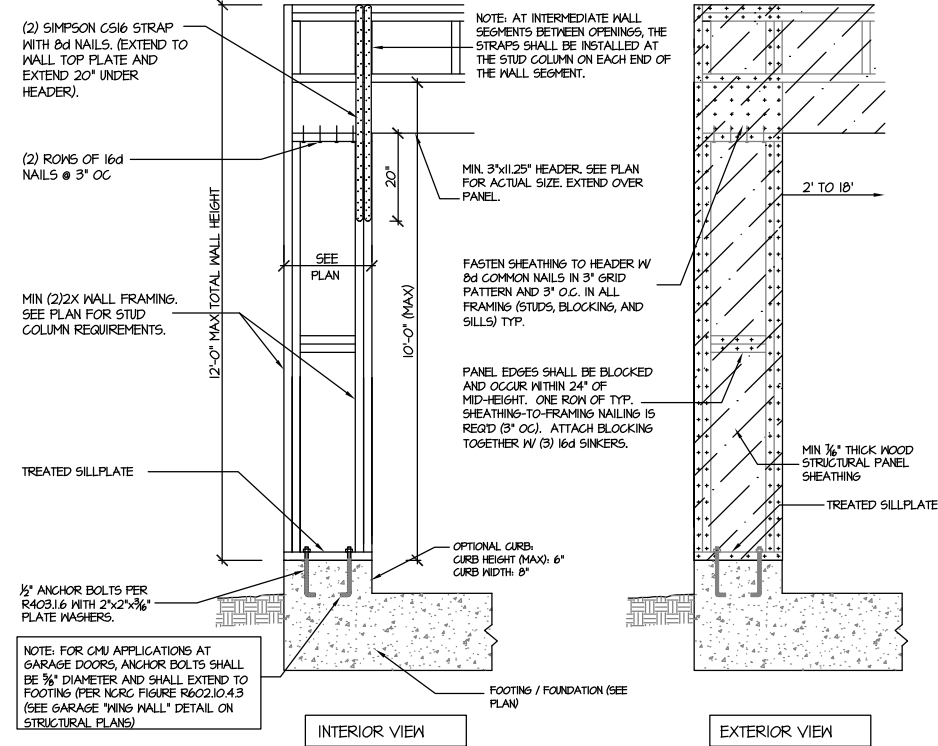 (2) SIMPSON CS16 STRAP
WITH 8d NAILS. (EXTEND TO
WALL TOP PLATE AND
EXTEND 20" UNDER
HEADER).
NOTE: AT INTERMEDIATE WALL
SEGMENTS BETWEEN OPENINGS, THE
STRAPS SHALL BE INSTALLED AT
THE STUD COLUMN ON EACH END OF
THE WALL SEGMENT.
(2) ROWS OF 16d
NAILS @ 3" OC
20"
MIN. 3"x11.25" HEADER. SEE PLAN
FOR ACTUAL SIZE. EXTEND OVER
PANEL.
2' TO 18'
12'-0" MAX TOTAL WALL HEIGHT
SEE
PLAN
10'-0" (MAX)
FASTEN SHEATHING TO HEADER W/
8d COMMON NAILS IN 3" GRID
PATTERN AND 3" O.C. IN ALL
FRAMING (STUDS, BLOCKING, AND
SILLS) TYP.
MIN (2)2X WALL FRAMING.
SEE PLAN FOR STUD
COLUMN REQUIREMENTS.
PANEL EDGES SHALL BE BLOCKED
AND OCCUR WITHIN 24" OF
MID-HEIGHT. ONE ROW OF TYP.
SHEATHING-TO-FRAMING NAILING IS
REQ'D (3" OC). ATTACH BLOCKING
TOGETHER W/ (3) 16d SINKERS.
MIN 7/16" THICK WOOD
STRUCTURAL PANEL
SHEATHING
TREATED SILLPLATE
TREATED SILLPLATE
OPTIONAL CURB:
CURB HEIGHT (MAX): 6"
CURB WIDTH: 8"
1/2" ANCHOR BOLTS PER
R403.1.6 WITH 2"x2"x3/16"
PLATE WASHERS.
NOTE: FOR CMU APPLICATIONS AT
GARAGE DOORS, ANCHOR BOLTS SHALL
BE 5/8" DIAMETER AND SHALL EXTEND TO
FOOTING (PER NCRC FIGURE R602.10.4.3
(SEE GARAGE "WING WALL" DETAIL ON
STRUCTURAL PLANS)
FOOTING / FOUNDATION (SEE
PLAN)
INTERIOR VIEW
EXTERIOR VIEW